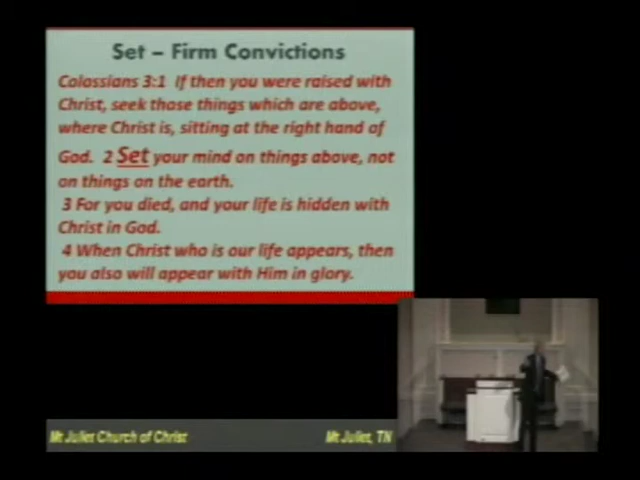 Set – Firm Convictions
Colossians 3:1 If then you were raised with
Christ, seek those things which are above,
where Christ is, sitting at the right hand of
God. 2 Set your mind on things above, not
on things on the earth.
3 For you died, and your life is hidden with
Christ in God.
4 When Christ who is our life appears, then
you also will appear with Him in glory.
Mt Juliet Church of Christ
Mt Juliet, TN